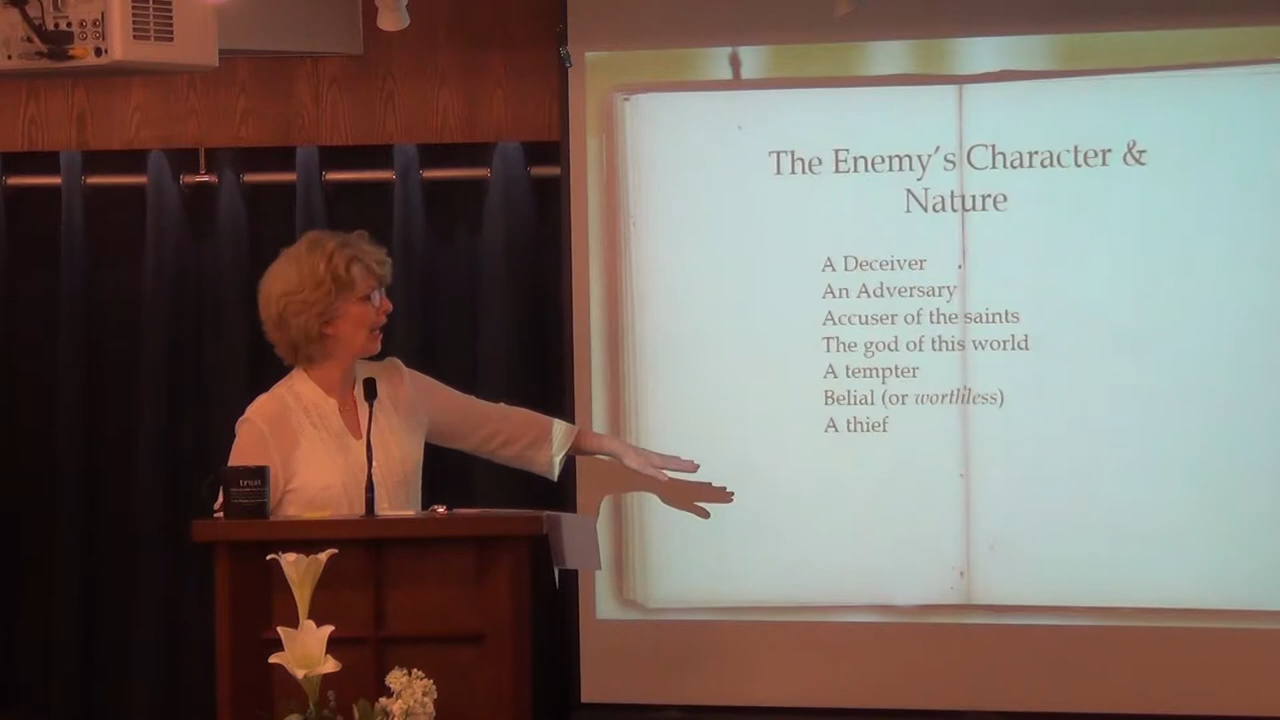 The Enemy's Character &
Nature
A Deceiver
An Adversary
Accuser of the saints
The god of this world
A tempter
Belial (or worthless)
A thief
trust